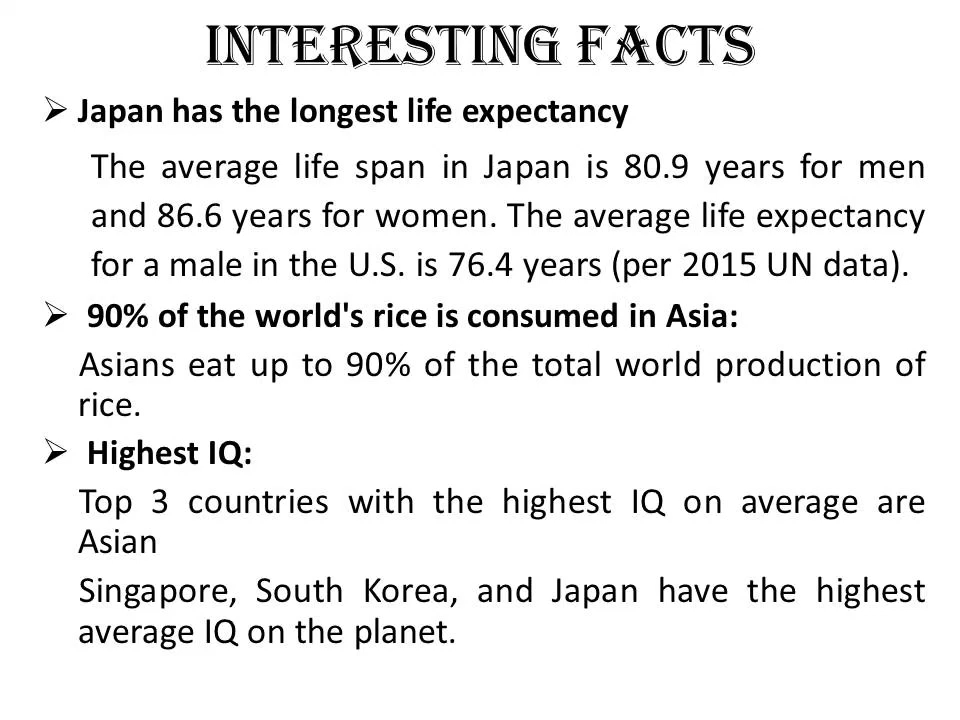 INTERESTING FACTS
➢ Japan has the longest life expectancy
The average life span in Japan is 80.9 years for men
and 86.6 years for women. The average life expectancy
for a male in the U.S. is 76.4 years (per 2015 UN data).
➢ 90% of the world's rice is consumed in Asia:
Asians eat up to 90% of the total world production of
rice.
➢ Highest IQ:
Top 3 countries with the highest IQ on average are
Asian
Singapore, South Korea, and Japan have the highest
average IQ on the planet.